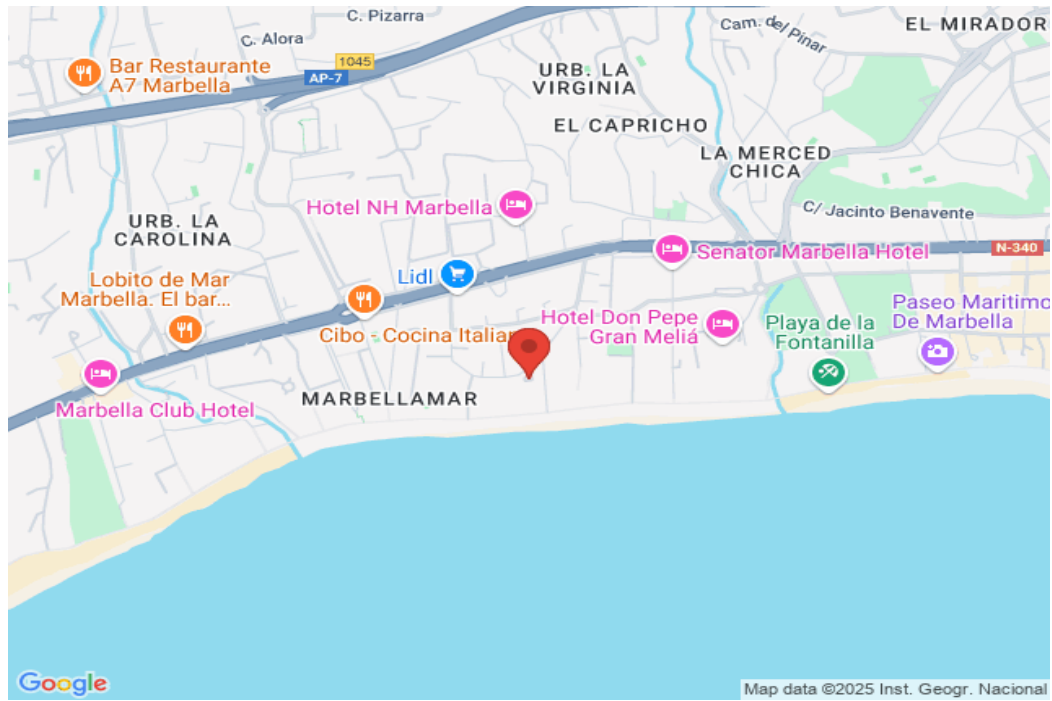 C. Pizarra
Cam. del Pinar
EL MIRADOR
C. Alora
1045
AP-7
Bar Restaurante
A7 Marbella
URB. LA
VIRGINIA
EL CAPRICHO
LA MERCED
CHICA
Hotel NH Marbella
C/ Jacinto Benavente
URB. LA
CAROLINA
N-340
Senator Marbella Hotel
Lidl
Lobito de Mar
Marbella. El bar...
Cibo - Cocina Italian
Hotel Don Pepe
Gran Meliá
Playa de la
Fontanilla
Paseo Maritimo
De Marbella
Marbella Club Hotel
MARBELLAMAR
Google
Map data ©2025 Inst. Geogr. Nacional